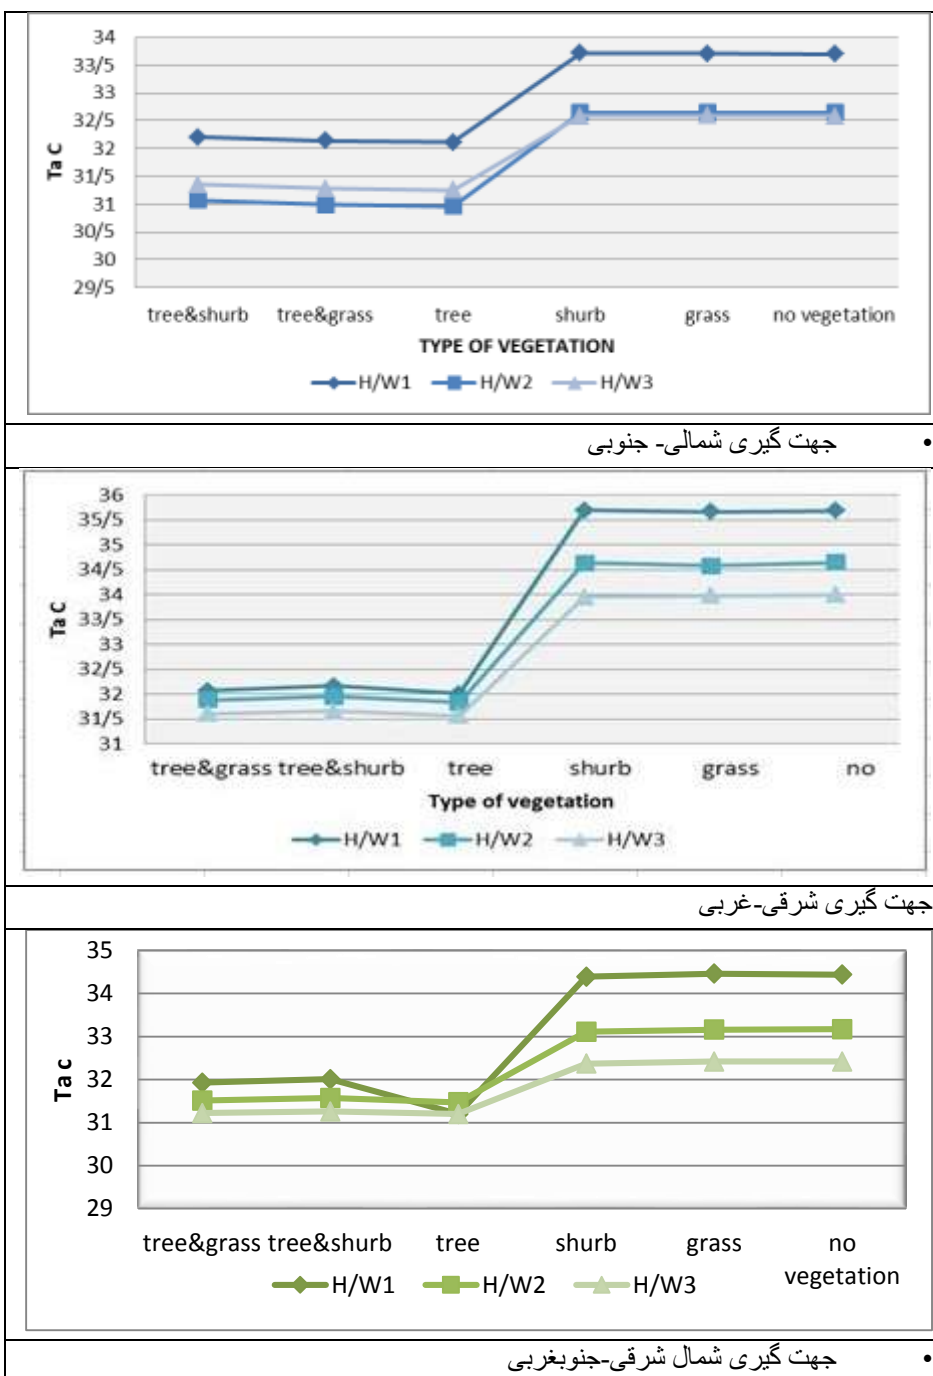 34
33/5
33
32/5
32
31/5
31
30/5
30
29/5
Ta C
tree&shurb tree&grass tree shurb grass no vegetation
TYPE OF VEGETATION
H/W1 H/W2 H/W3
• جهت گیری شمالی- جنوبی
36
35/5
35
34/5
34
33/5
33
32/5
32
31/5
31
Ta C
tree&grass tree&shurb tree shurb grass no
Type of vegetation
H/W1 H/W2 H/W3
جهت گیری شرقی-غربی
35
34
33
32
31
30
29
Ta c
tree&grass tree&shurb tree shurb grass no
vegetation
H/W1 H/W2 H/W3
• جهت گیری شمال شرقی-جنوبغربی